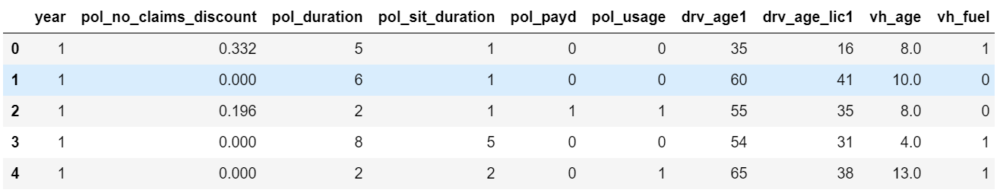 year pol_no_claims_discount pol_duration pol_sit_duration pol_payd pol_usage drv_age1 drv_age_lic1 vh_age vh_fuel
0 1 0.332 5 1 0 0 35 16 8.0 1
1 1 0.000 6 1 0 0 60 41 10.0 0
2 1 0.196 2 1 1 1 55 35 8.0 0
3 1 0.000 8 5 0 0 54 31 4.0 1
4 1 0.000 2 2 0 1 65 38 13.0 1